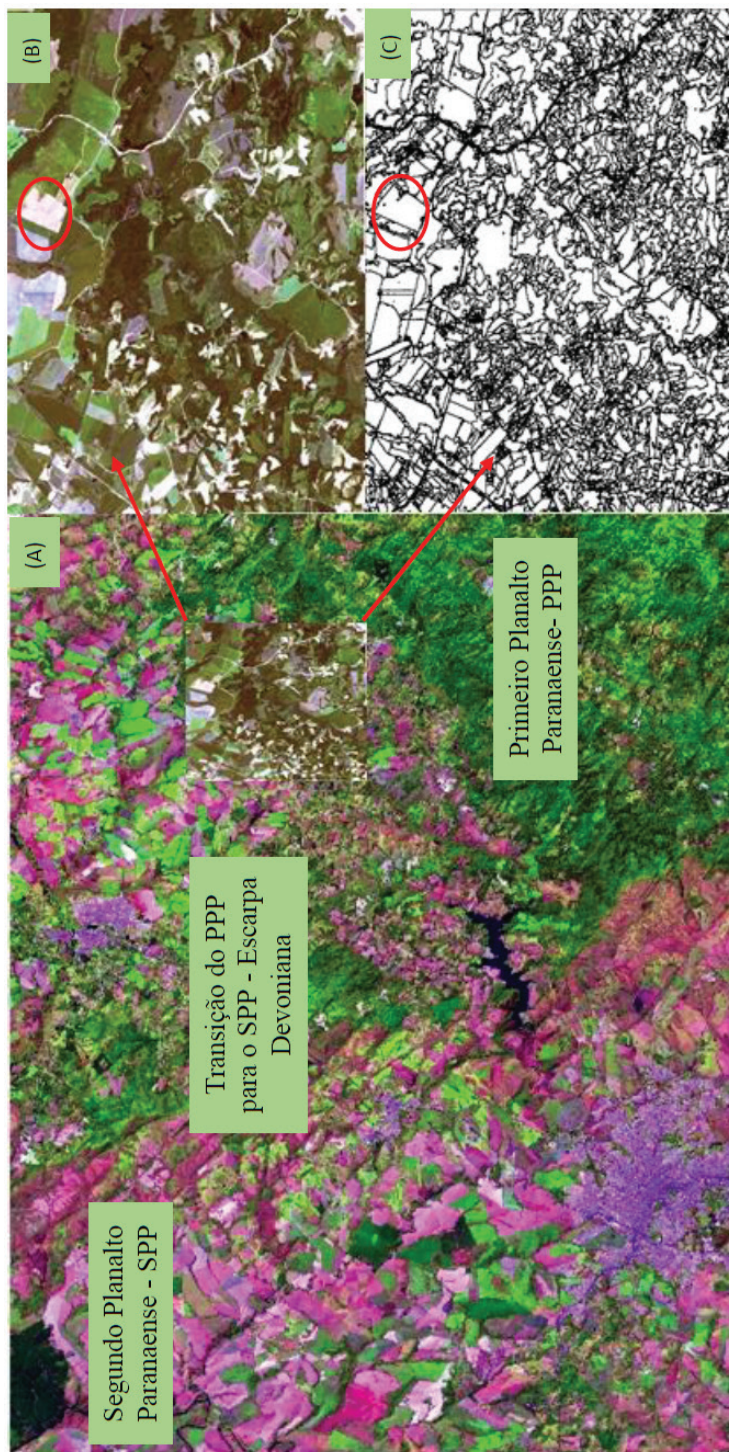 (A)
Segundo Planalto
Paranaense - SPP
Transição do PPP
para o SPP - Escarpa
Devoniana
Primeiro Planalto
Paranaense- PPP
(B)
(C)